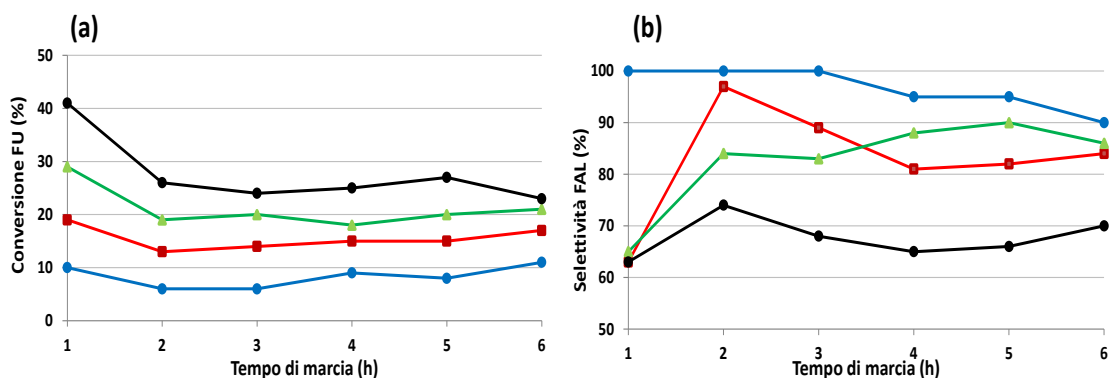 (a)
Conversione FU (%)
50
40
30
20
10
0
1 2 3 4 5 6
Tempo di marcia (h)
(b)
Selettività FAL (%)
100
90
80
70
60
50
1 2 3 4 5 6
Tempo di marcia (h)